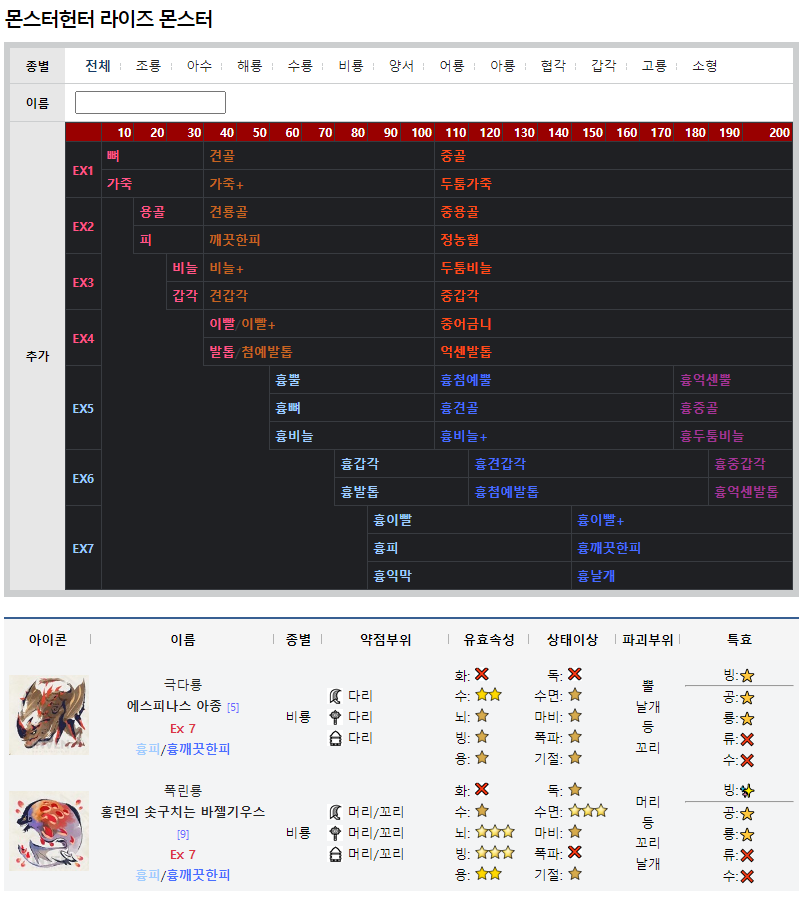 몬스터헌터 라이즈 몬스터
종별 전체 조룡 아수 해룡 수룡 비룡 양서 어룡 아룡 협각 갑각 고룡 소형
이름
추가
10 20 30 40 50 60 70 80 90 100 110 120 130 140 150 160 170 180 190 200
EX1 뼈 견골 중골
가죽 가죽+ 두툼가죽
EX2 용골 견룡골 중용골
피 깨끗한피 정농혈
EX3 비늘 비늘+ 두툼비늘
갑각 견갑각 중갑각
EX4 이빨/이빨+ 중어금니
발톱/첨예발톱 억센발톱
EX5 흉뿔 흉첨예뿔 흉억센뿔
흉뼈 흉견골 흉중골
흉비늘 흉비늘+ 흉두툼비늘
EX6 흉갑각 흉견갑각 흉중갑각
흉발톱 흉첨예발톱 흉억센발톱
EX7 흉이빨 흉이빨+
흉피 흉깨끗한피
흉익막 흉날개
아이콘 이름 종별 약점부위 유효속성 상태이상 파괴부위 특효
극다룡
에스피나스 아종 [5]
Ex 7
흉피/흉깨끗한피
비룡
다리
다리
다리
화:
수:
뇌:
빙:
용:
독:
수면:
마비:
폭파:
기절:
뿔
날개
등
꼬리
빙:
공:
룡:
류:
수:
폭린룡
홍련의 솟구치는 바젤기우스
[9]
Ex 7
흉피/흉깨끗한피
비룡
머리/꼬리
머리/꼬리
머리/꼬리
화:
수:
뇌:
빙:
용:
독:
수면:
마비:
폭파:
기절:
머리
등
꼬리
날개
빙:
공:
룡:
류:
수: